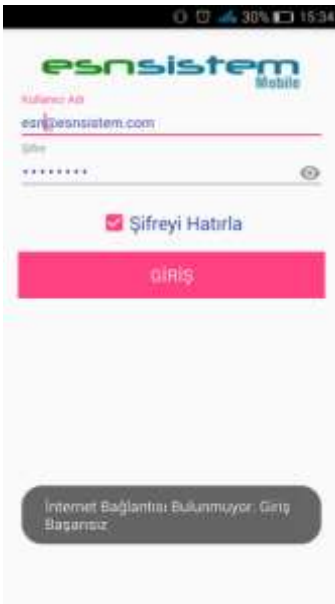 30% 15:34
esnsistem
Mobile
Kullanıcı Adı
esn@esnsistem.com
Şifre
••••••••
Şifreyi Hatırla
GİRİŞ
İnternet Bağlantısı Bulunmuyor. Giriş
Başarısız